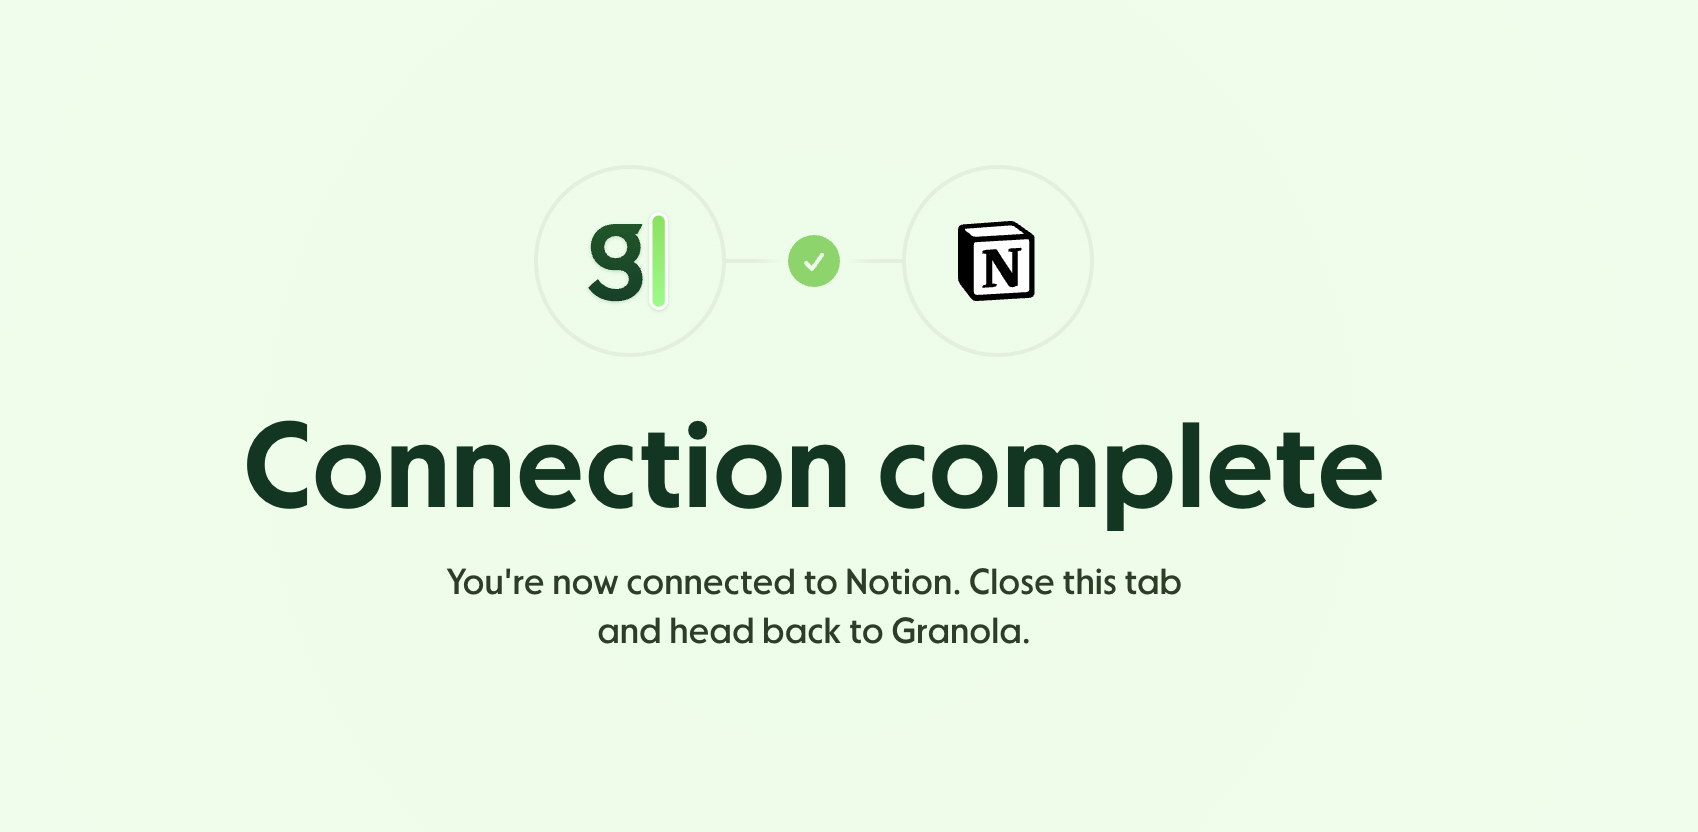 g
N
Connection complete
You're now connected to Notion. Close this tab
and head back to Granola.